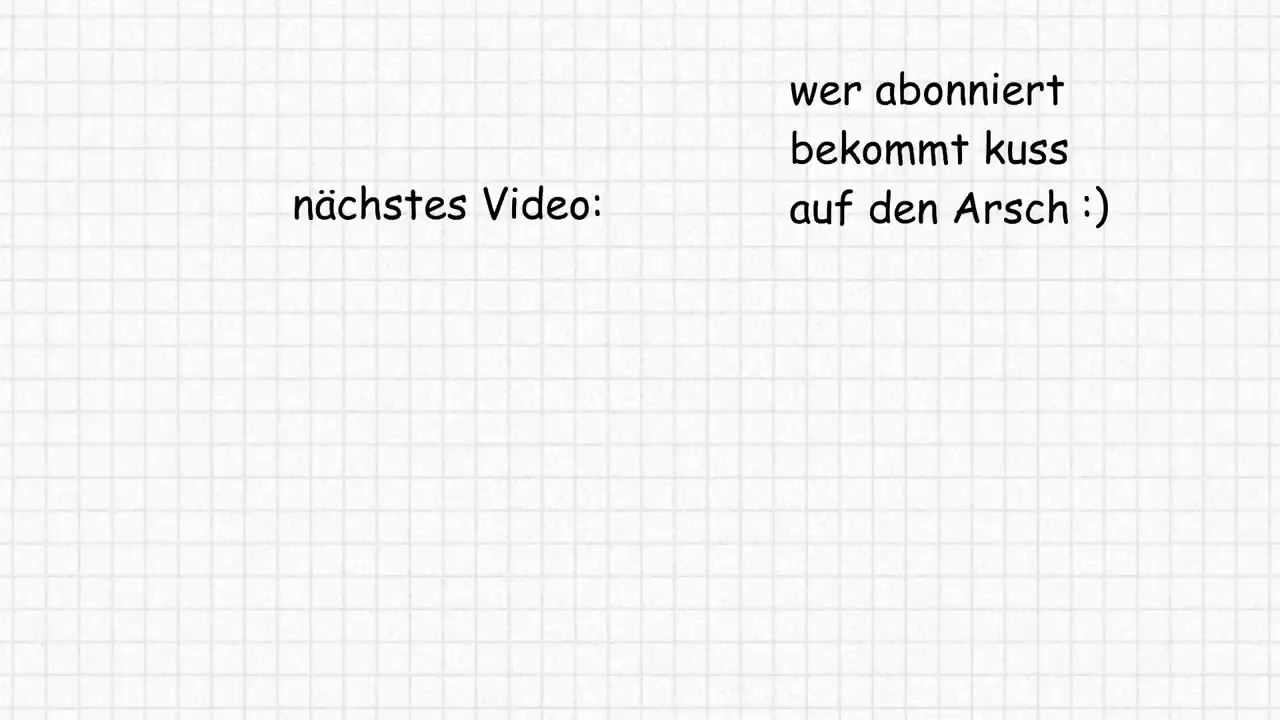 nächstes Video:
wer abonniert
bekommt kuss
auf den Arsch :)